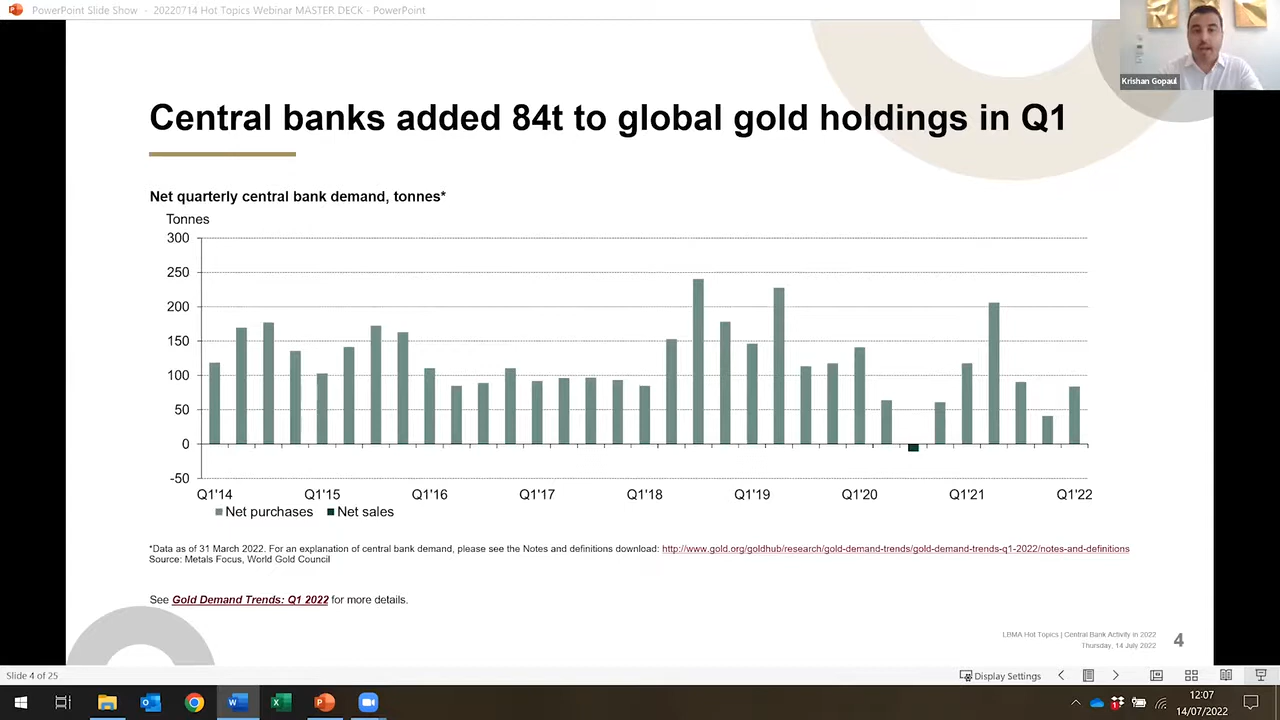 PowerPoint Slide Show - 20220714 Hot Topics Webinar MASTER DECK - PowerPoint
Krishan Gopaul
Central banks added 84t to global gold holdings in Q1
Net quarterly central bank demand, tonnes*
Tonnes
300
250
200
150
100
50
0
-50
Q1'14 Q1'15 Q1'16 Q1'17 Q1'18 Q1'19 Q1'20 Q1'21 Q1'22
Net purchases Net sales
*Data as of 31 March 2022. For an explanation of central bank demand, please see the Notes and definitions download: http://www.gold.org/goldhub/research/gold-demand-trends/gold-demand-trends-q1-2022/notes-and-definitions
Source: Metals Focus, World Gold Council
See Gold Demand Trends: Q1 2022 for more details.
LBMA Hot Topics | Central Bank Activity in 2022
Thursday, 14 July 2022
4
Slide 4 of 25
Display Settings
12:07
14/07/2022